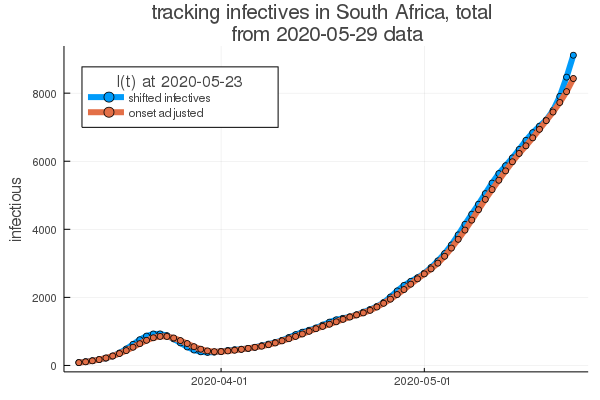 tracking infectives in South Africa, total
from 2020-05-29 data
I(t) at 2020-05-23
shifted infectives
onset adjusted
infectious
8000
6000
4000
2000
0
2020-04-01
2020-05-01